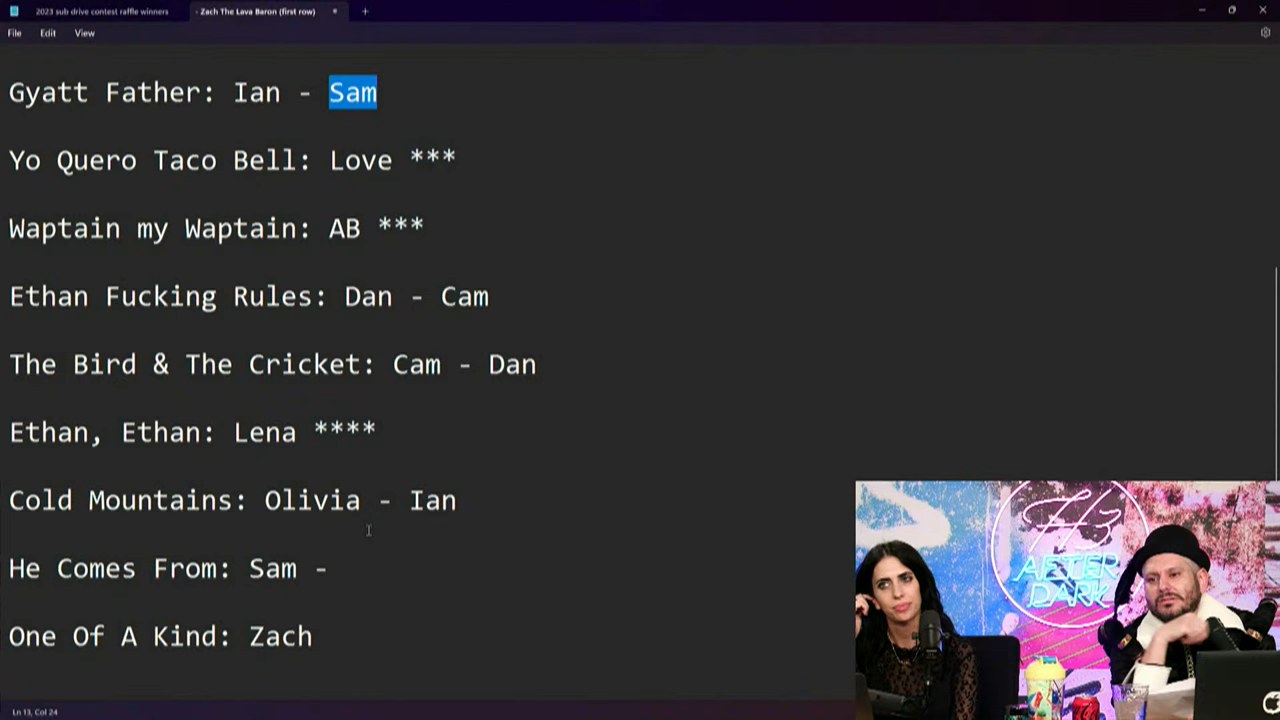 2023 sub drive contest raffle winners
- Zach The Lava Baron (first row)
File Edit View
Gyatt Father: Ian - Sam
Yo Quero Taco Bell: Love ***
Waptain my Waptain: AB ***
Ethan Fucking Rules: Dan - Cam
The Bird & The Cricket: Cam - Dan
Ethan, Ethan: Lena ****
Cold Mountains: Olivia - Ian
He Comes From: Sam -
One Of A Kind: Zach
H3
AFTER
DARK
Ln 13, Col 24